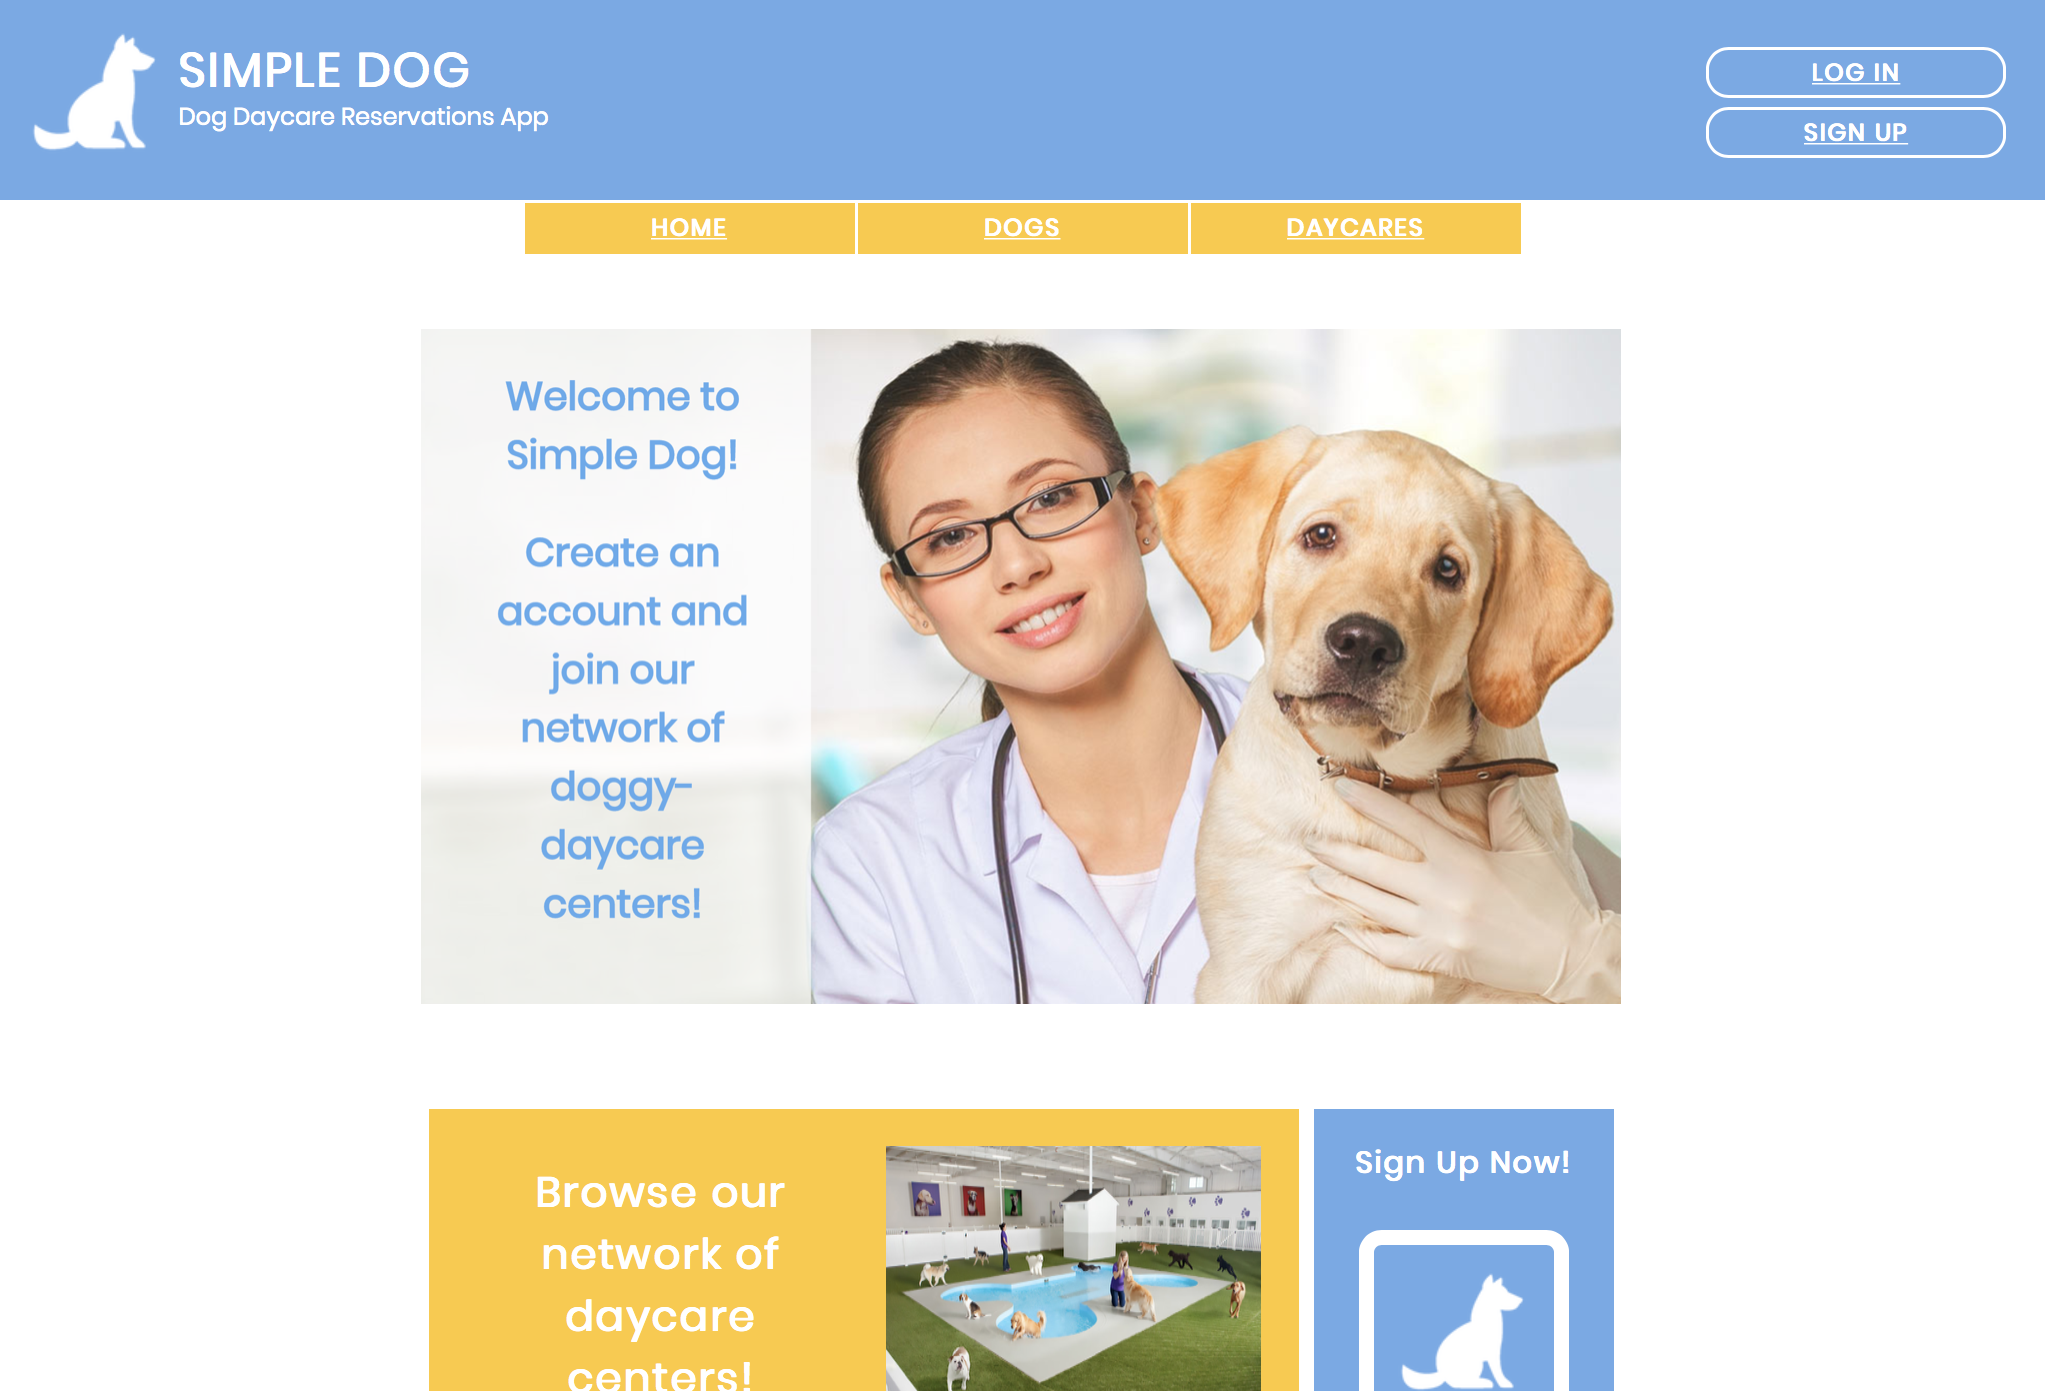 SIMPLE DOG
Dog Daycare Reservations App
LOG IN
SIGN UP
HOME
DOGS
DAYCARES
Welcome to
Simple Dog!
Create an
account and
join our
network of
doggy-
daycare
centers!
Browse our
network of
daycare
centers!
Sign Up Now!